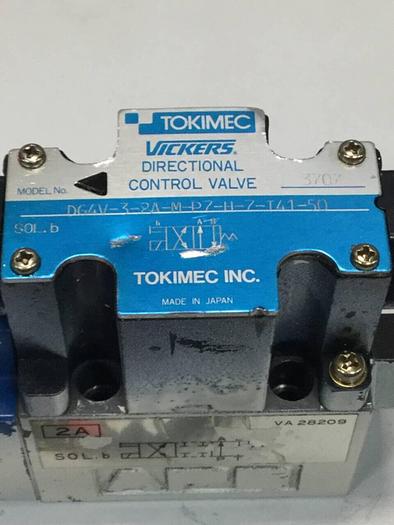 TOKIMEC
VICKERS®
DIRECTIONAL
CONTROL VALVE
3707
MODEL No.
DG4V-3-2A-M-P7-H-7-T41-50
SOL.b
b
A B
TOKIMEC INC.
MADE IN JAPAN
2A
VA 28209
SOL.b